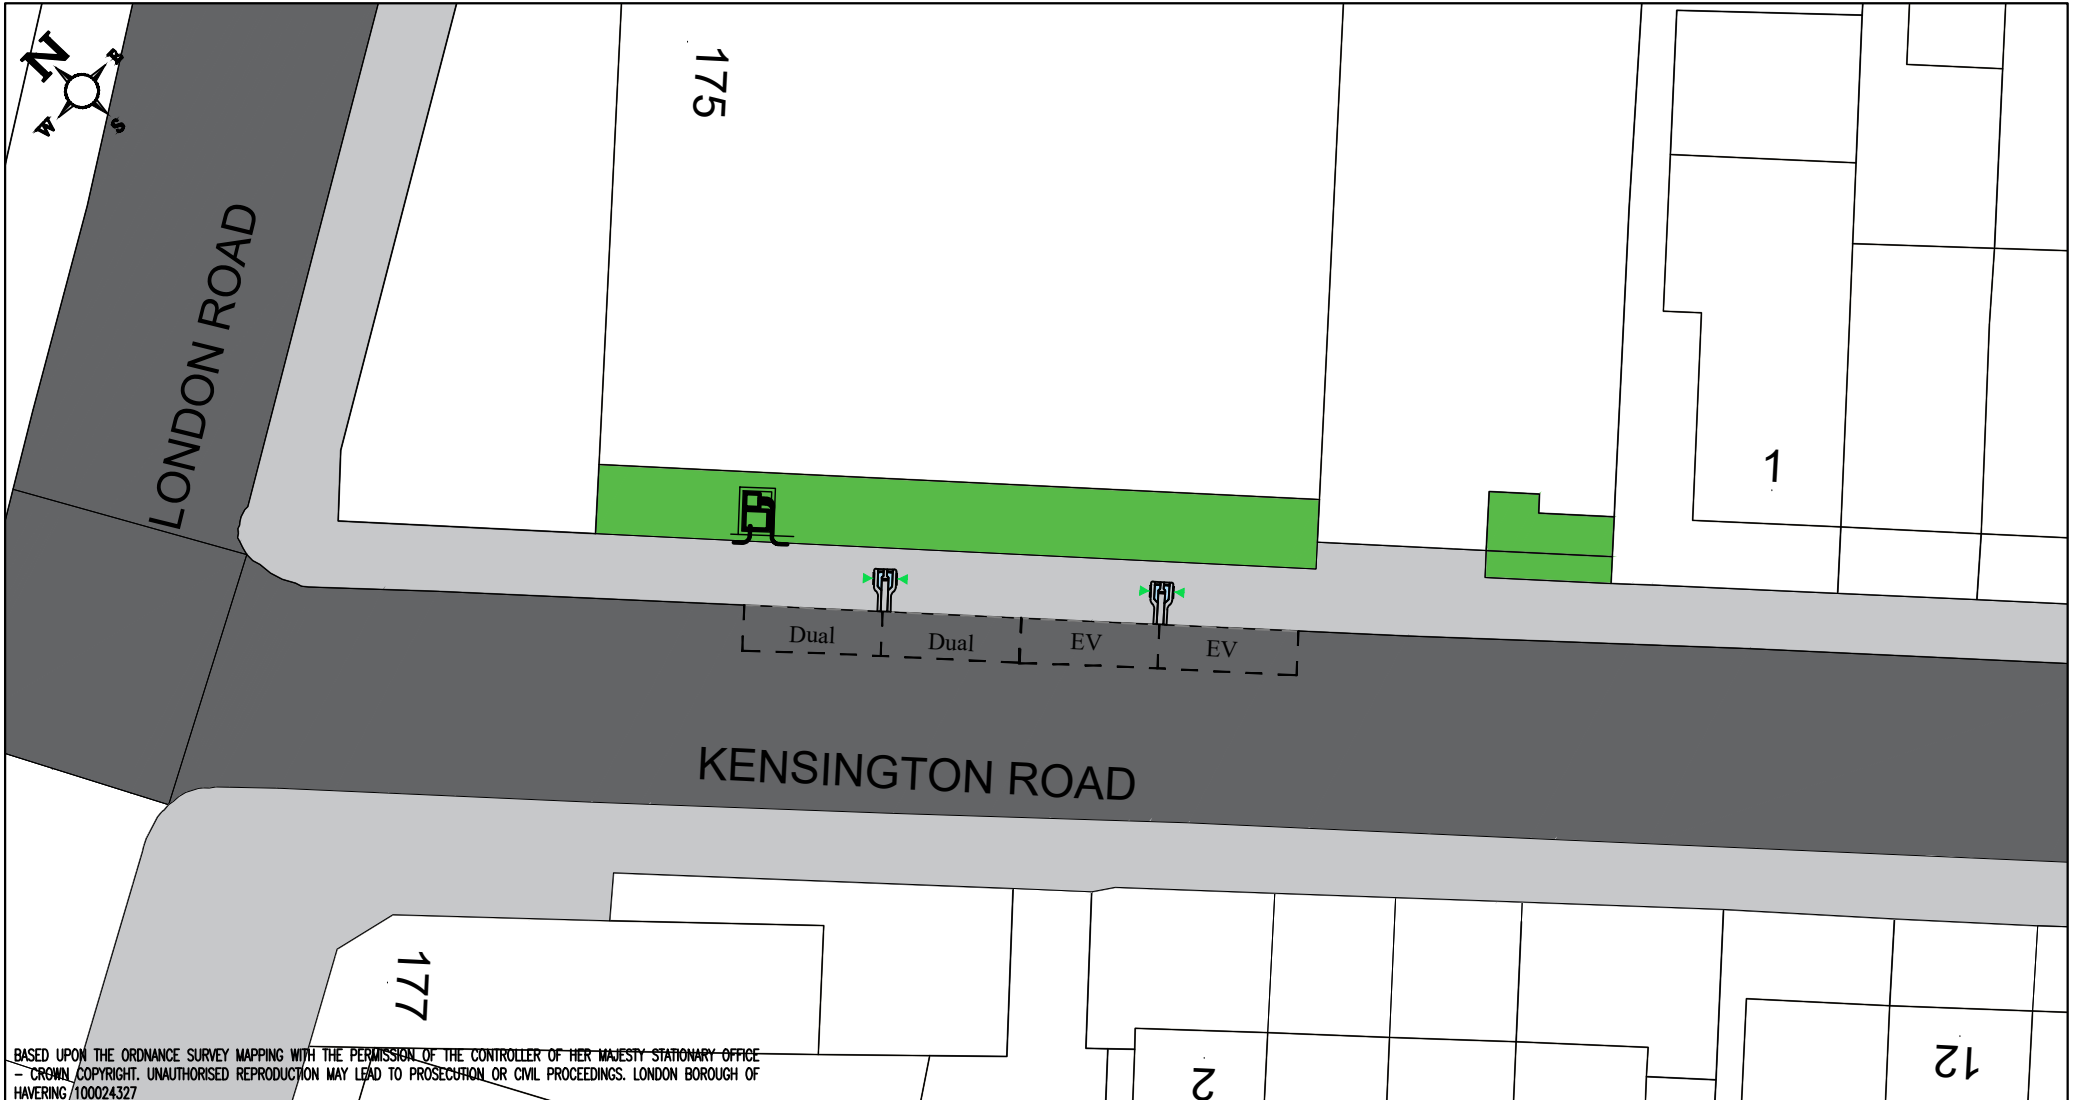 N
E
W
S
175
LONDON ROAD
1
Dual
Dual
EV
EV
KENSINGTON ROAD
177
2
12
BASED UPON THE ORDNANCE SURVEY MAPPING WITH THE PERMISSION OF THE CONTROLLER OF HER MAJESTY STATIONARY OFFICE
- CROWN COPYRIGHT. UNAUTHORISED REPRODUCTION MAY LEAD TO PROSECUTION OR CIVIL PROCEEDINGS. LONDON BOROUGH OF
HAVERING 100024327